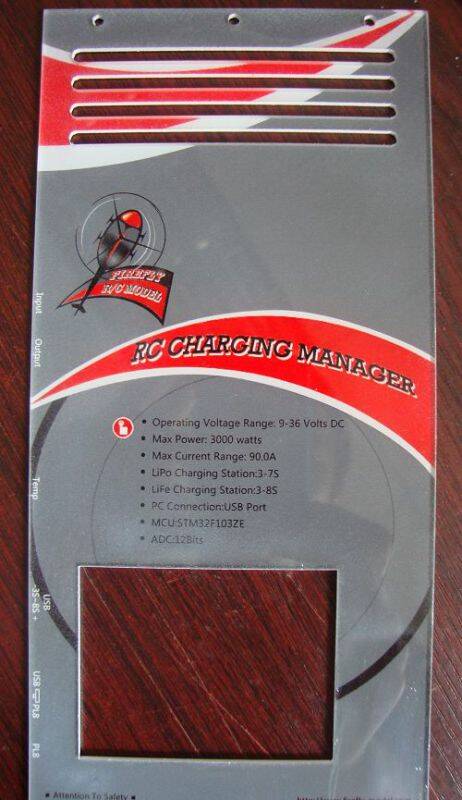 FIREFLY
R/C MODEL
RC CHARGING MANAGER
Input
Output
• Operating Voltage Range: 9-36 Volts DC
• Max Power: 3000 watts
• Max Current Range: 90.0A
• LiPo Charging Station:3-7S
• LiFe Charging Station:3-8S
• PC Connection:USB Port
• MCU:STM32F103ZE
• ADC:12Bits
Temp
USB
-3S~8S +
USB PL8
PL8
■ Attention To Safety ■